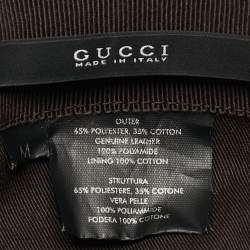 GUCCI
MADE IN ITALY
M
OUTER
65% POLYESTER, 35% COTTON
GENUINE LEATHER
100% POLYAMIDE
LINING 100% COTTON
STRUTTURA
65% POLIESTERE, 35% COTONE
VERA PELLE
100% POLIAMMIDE
FODERA 100% COTONE